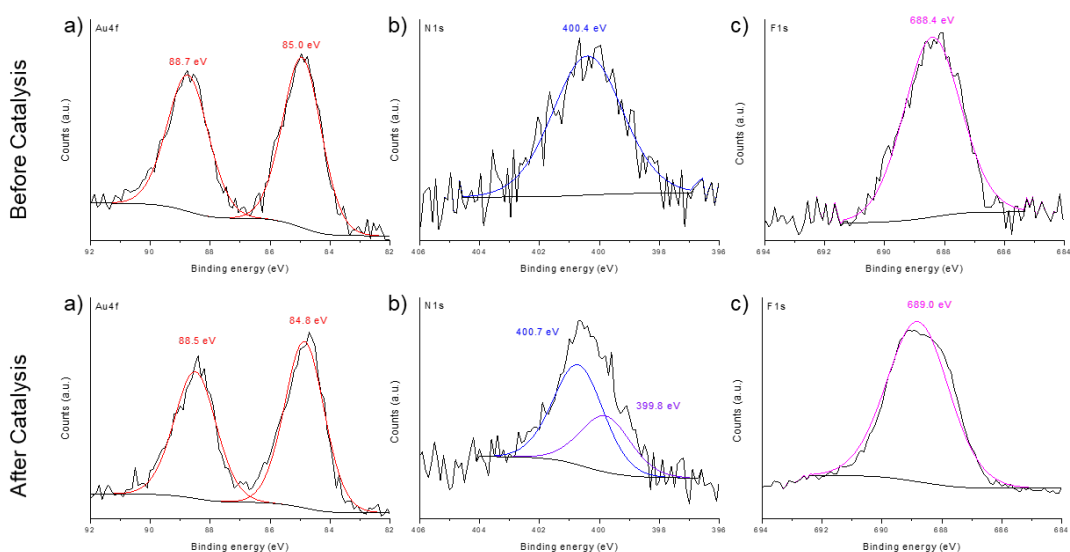 Before Catalysis
a)
Au4f
88.7 eV
85.0 eV
Counts (a.u.)
92 90 88 86 84 82
Binding energy (eV)
b)
N1s
400.4 eV
Counts (a.u.)
406 404 402 400 398 396
Binding energy (eV)
c)
F1s
688.4 eV
Counts (a.u.)
694 692 690 688 686 684
Binding energy (eV)
After Catalysis
a)
Au4f
88.5 eV
84.8 eV
Counts (a.u.)
92 90 88 86 84 82
Binding energy (eV)
b)
N1s
400.7 eV
399.8 eV
Counts (a.u.)
406 404 402 400 398 396
Binding energy (eV)
c)
F1s
689.0 eV
Counts (a.u.)
694 692 690 688 686 684
Binding energy (eV)